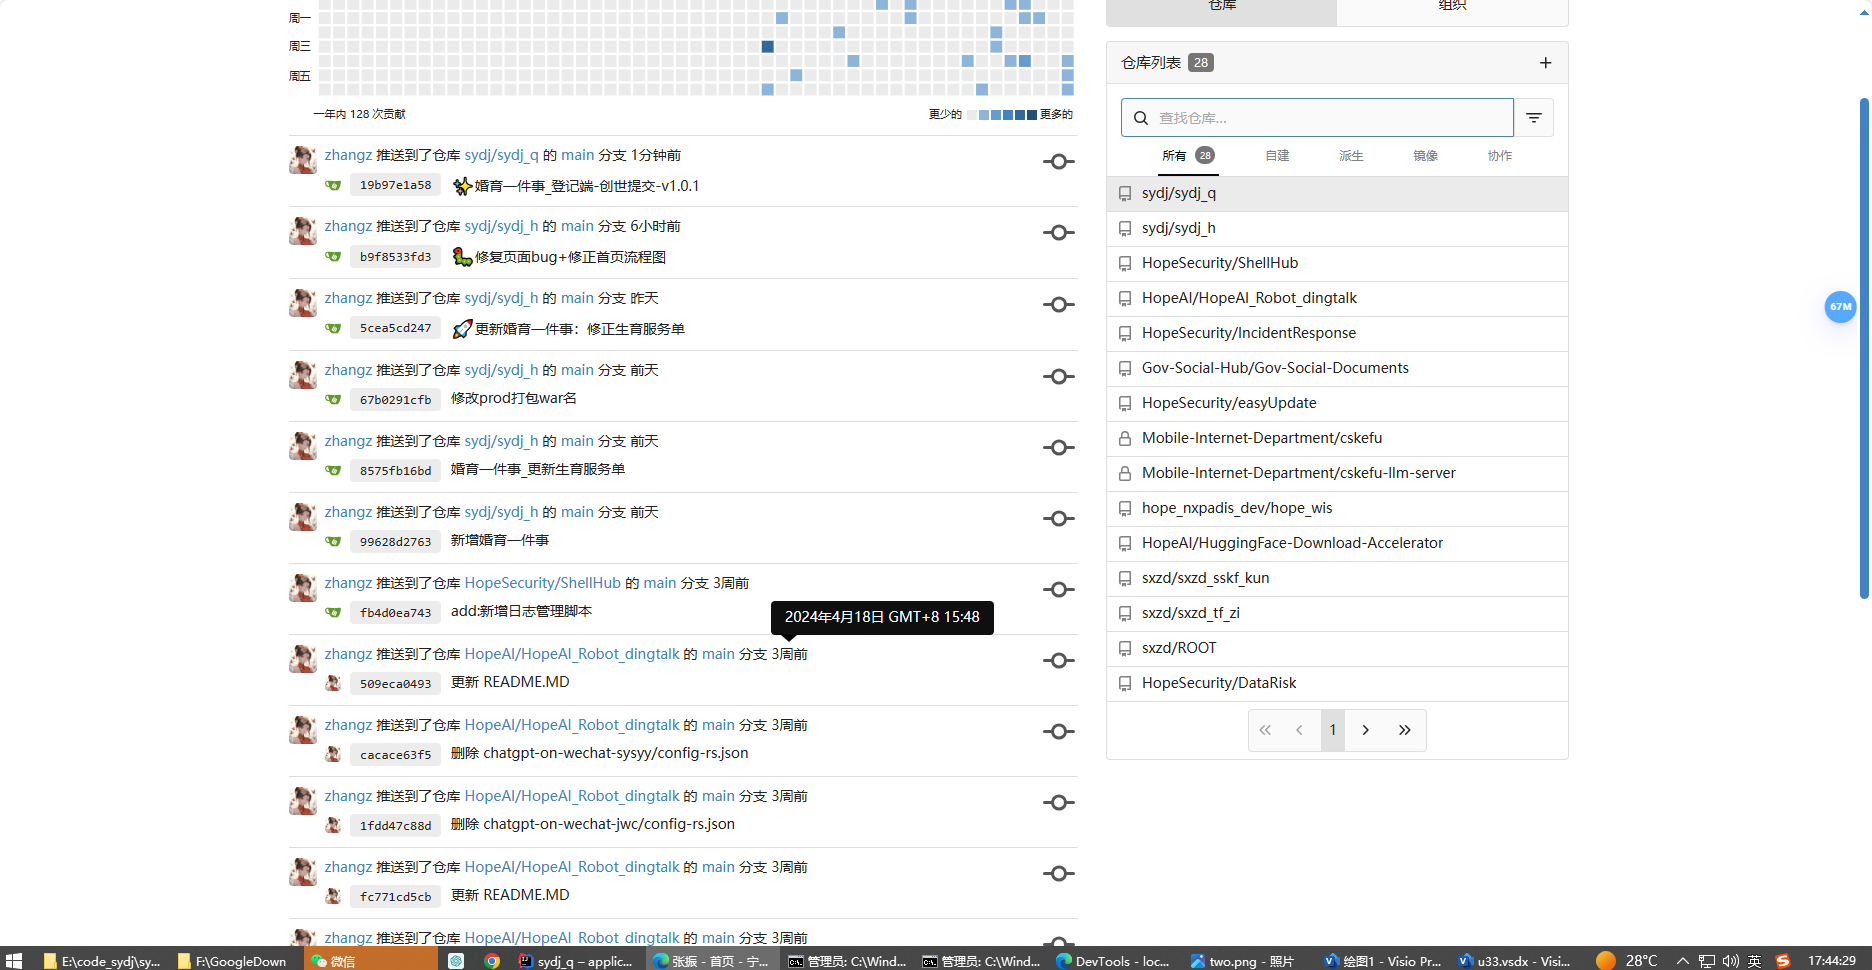 仓库
组织
周一
周三
周五
一年内 128 次贡献
更少的
更多的
zhangz 推送到了仓库 sydj/sydj_q 的 main 分支 1分钟前
19b97e1a58
✨婚育一件事_登记端-创世提交-v1.0.1
zhangz 推送到了仓库 sydj/sydj_h 的 main 分支 6小时前
b9f8533fd3
🐛修复页面bug+修正首页流程图
zhangz 推送到了仓库 sydj/sydj_h 的 main 分支 昨天
5cea5cd247
🚀更新婚育一件事：修正生育服务单
zhangz 推送到了仓库 sydj/sydj_h 的 main 分支 前天
67b0291cfb
修改prod打包war名
zhangz 推送到了仓库 sydj/sydj_h 的 main 分支 前天
8575fb16bd
婚育一件事_更新生育服务单
zhangz 推送到了仓库 sydj/sydj_h 的 main 分支 前天
99628d2763
新增婚育一件事
zhangz 推送到了仓库 HopeSecurity/ShellHub 的 main 分支 3周前
fb4d0ea743
add:新增日志管理脚本
2024年4月18日 GMT+8 15:48
zhangz 推送到了仓库 HopeAI/HopeAI_Robot_dingtalk 的 main 分支 3周前
509eca0493
更新 README.MD
zhangz 推送到了仓库 HopeAI/HopeAI_Robot_dingtalk 的 main 分支 3周前
cacace63f5
删除 chatgpt-on-wechat-sysyy/config-rs.json
zhangz 推送到了仓库 HopeAI/HopeAI_Robot_dingtalk 的 main 分支 3周前
1fdd47c88d
删除 chatgpt-on-wechat-jwc/config-rs.json
zhangz 推送到了仓库 HopeAI/HopeAI_Robot_dingtalk 的 main 分支 3周前
fc771cd5cb
更新 README.MD
zhangz 推送到了仓库 HopeAI/HopeAI_Robot_dingtalk 的 main 分支 3周前
仓库列表 28
查找仓库...
所有 28
自建
派生
镜像
协作
sydj/sydj_q
sydj/sydj_h
HopeSecurity/ShellHub
HopeAI/HopeAI_Robot_dingtalk
HopeSecurity/IncidentResponse
Gov-Social-Hub/Gov-Social-Documents
HopeSecurity/easyUpdate
Mobile-Internet-Department/cskefu
Mobile-Internet-Department/cskefu-llm-server
hope_nxpadis_dev/hope_wis
HopeAI/HuggingFace-Download-Accelerator
sxzd/sxzd_sskf_kun
sxzd/sxzd_tf_zi
sxzd/ROOT
HopeSecurity/DataRisk
1
67M
E:\code_sydj\sy...
F:\GoogleDown
微信
sydj_q – applic...
张振 - 首页 - 宁...
管理员: C:\Wind...
管理员: C:\Wind...
DevTools - loc...
two.png - 照片
绘图1 - Visio Pr...
u33.vsdx - Visi...
28°C
英
17:44:29